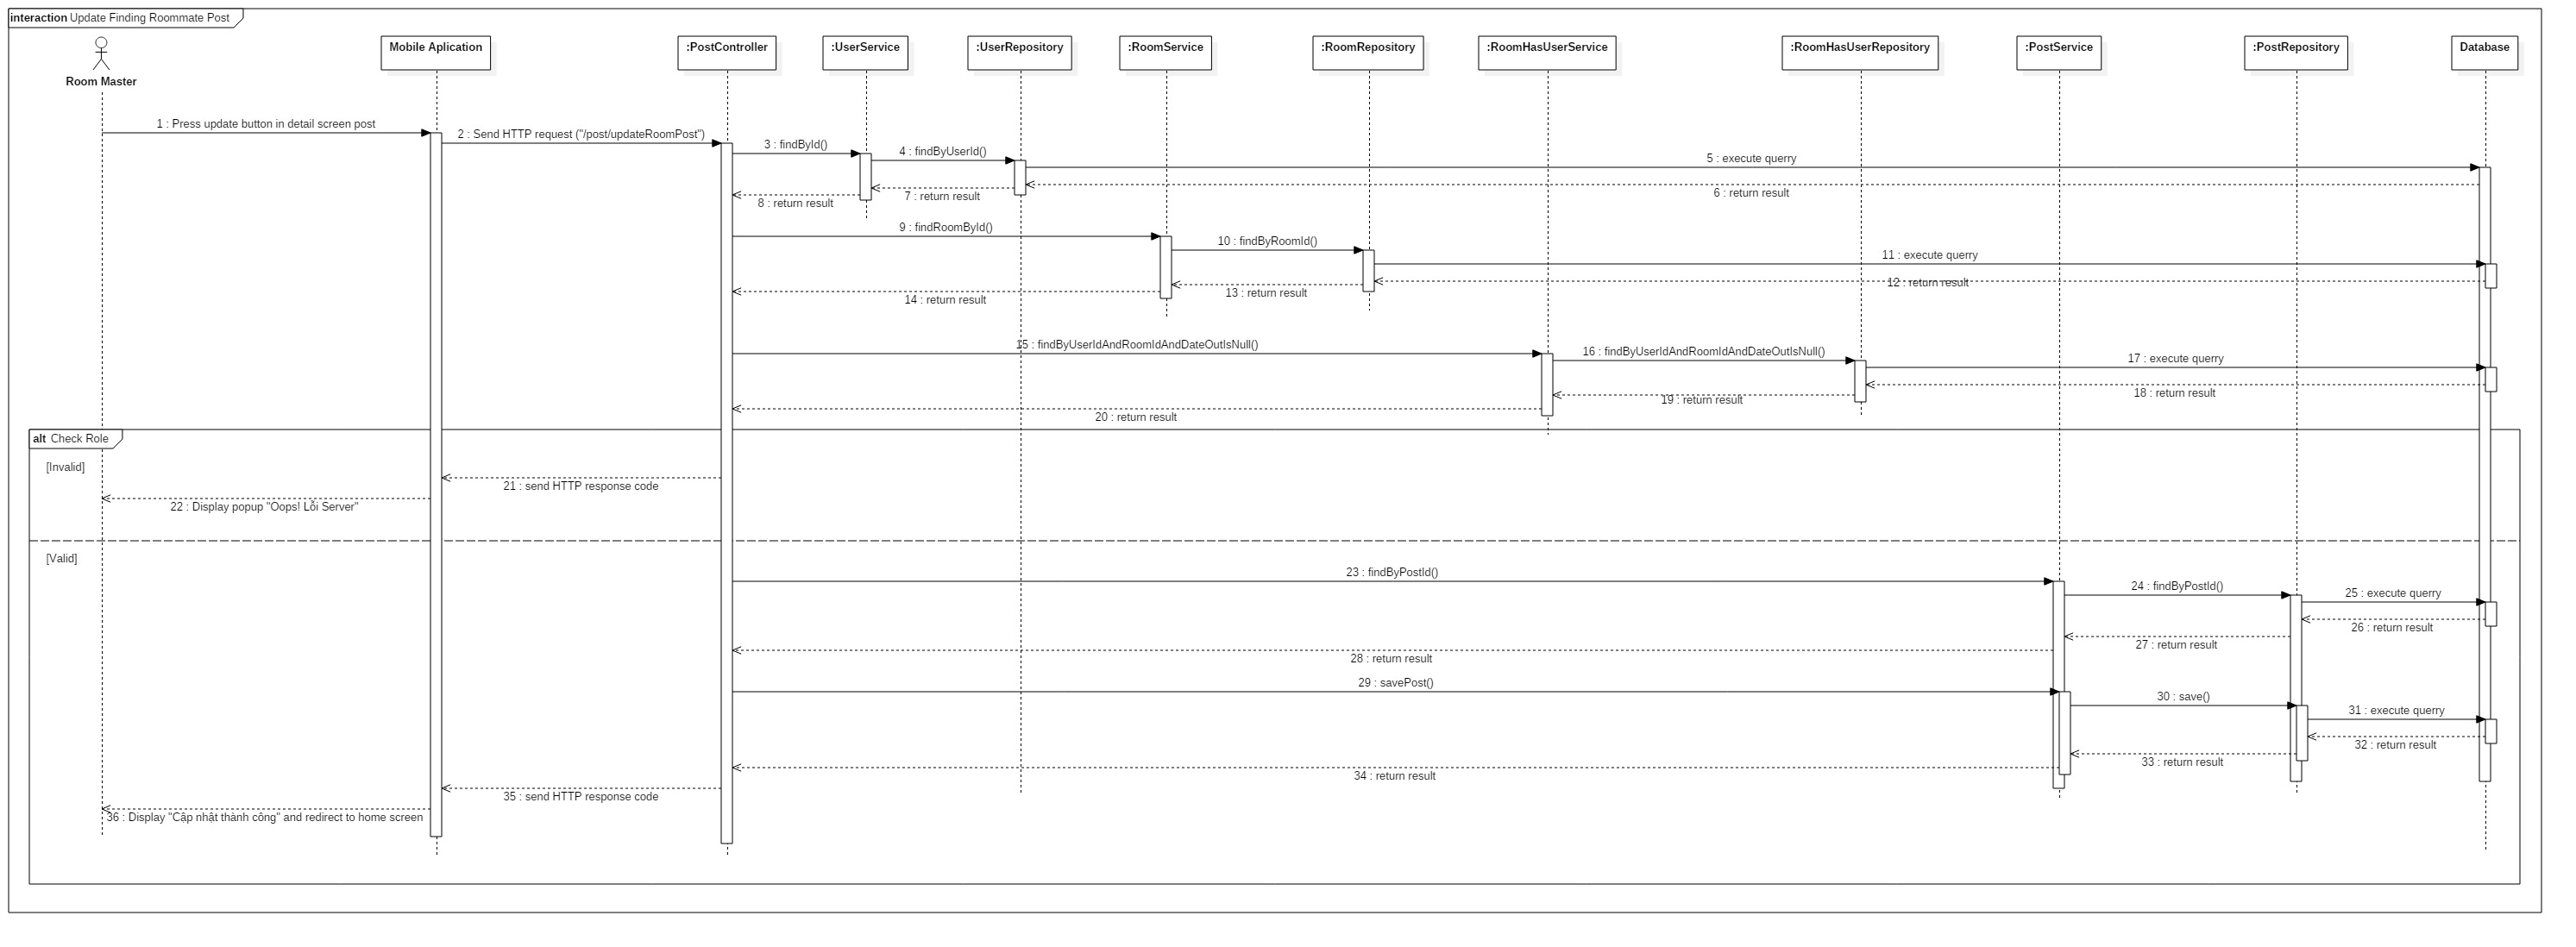 interaction Update Finding Roommate Post
Room Master
Mobile Aplication
:PostController
:UserService
:UserRepository
:RoomService
:RoomRepository
:RoomHasUserService
:RoomHasUserRepository
:PostService
:PostRepository
Database
1 : Press update button in detail screen post
2 : Send HTTP request ("/post/updateRoomPost")
3 : findById()
4 : findByUserId()
5 : execute querry
6 : return result
7 : return result
8 : return result
9 : findRoomById()
10 : findByRoomId()
11 : execute querry
12 : return result
13 : return result
14 : return result
15 : findByUserIdAndRoomIdAndDateOutIsNull()
16 : findByUserIdAndRoomIdAndDateOutIsNull()
17 : execute querry
18 : return result
19 : return result
20 : return result
alt Check Role
[Invalid]
21 : send HTTP response code
22 : Display popup "Oops! Lỗi Server"
[Valid]
23 : findByPostId()
24 : findByPostId()
25 : execute querry
26 : return result
27 : return result
28 : return result
29 : savePost()
30 : save()
31 : execute querry
32 : return result
33 : return result
34 : return result
35 : send HTTP response code
36 : Display "Cập nhật thành công" and redirect to home screen